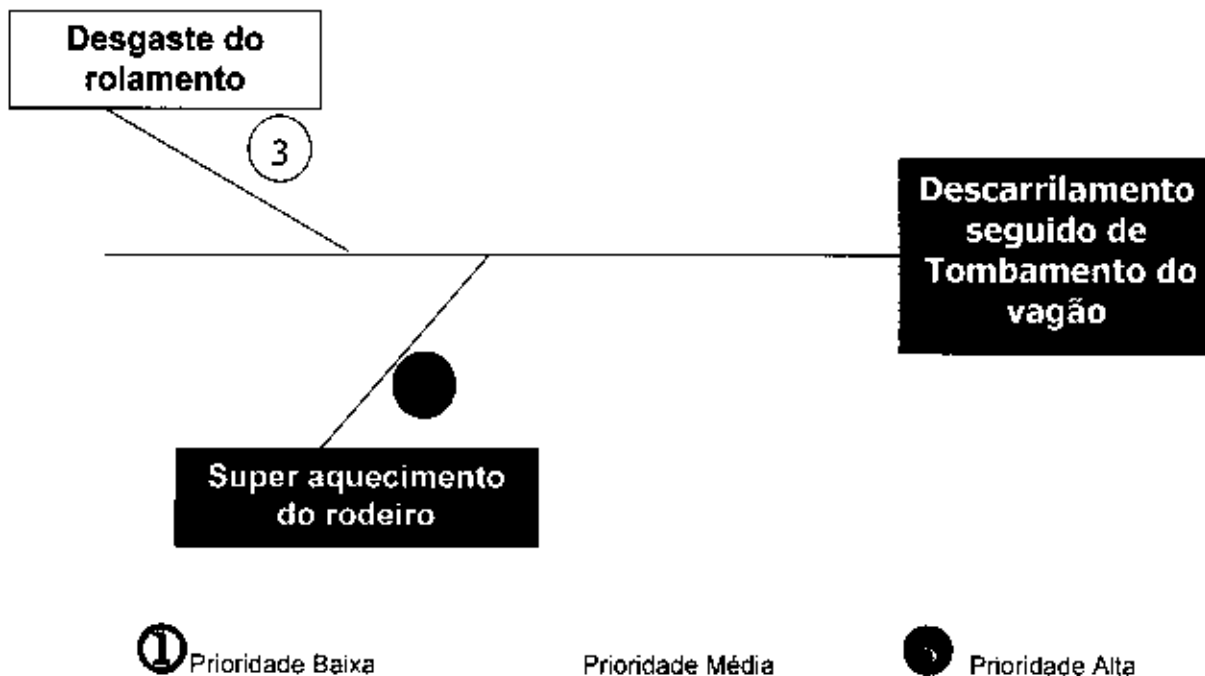 Desgaste do
rolamento
3
Descarrilamento
seguido de
Tombamento do
vagão
Super aquecimento
do rodeiro
1 Prioridade Baixa
Prioridade Média
Prioridade Alta